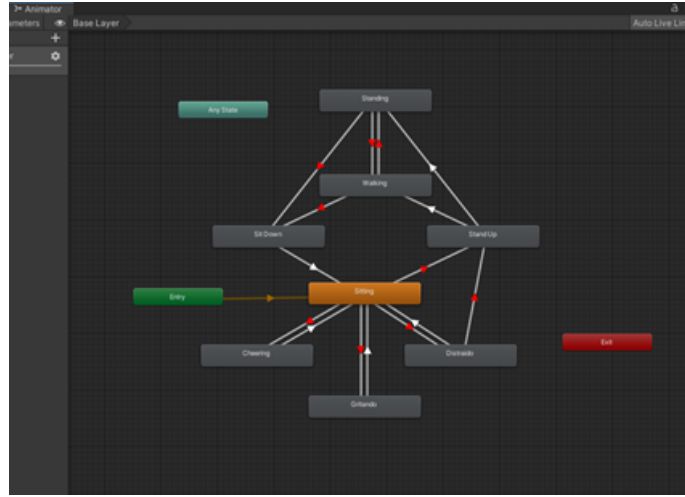 Animator
ameters
Base Layer
Auto Live Lin
Standing
Any State
Walking
Sit Down
Stand Up
Sitting
Entry
Exit
Cheering
Distraido
Gritando